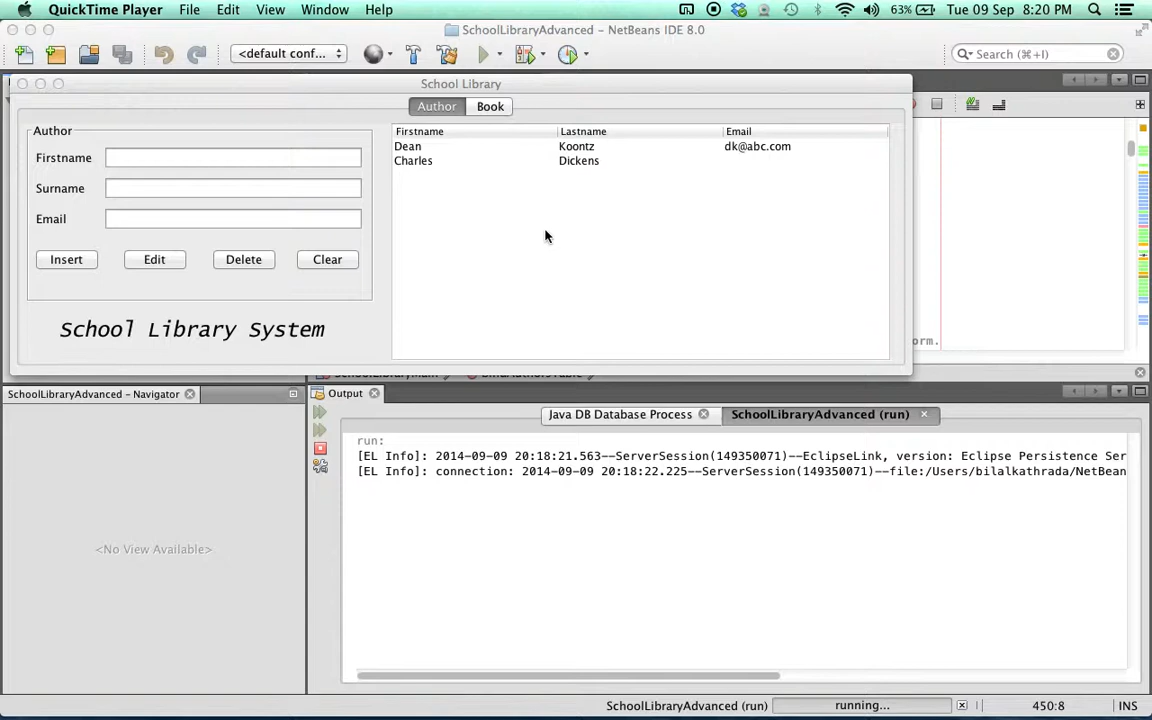 QuickTime Player File Edit View Window Help 63% Tue 09 Sep 8:20 PM
SchoolLibraryAdvanced – NetBeans IDE 8.0
<default conf... Search (⌘+I)
School Library
Author Book
Author
Firstname
Surname
Email
Insert Edit Delete Clear
School Library System
Firstname Lastname Email
Dean Koontz dk@abc.com
Charles Dickens
orm.
SchoolLibraryAdvanced – Navigator
<No View Available>
Output
Java DB Database Process SchoolLibraryAdvanced (run)
run:
[EL Info]: 2014-09-09 20:18:21.563--ServerSession(149350071)--EclipseLink, version: Eclipse Persistence Ser
[EL Info]: connection: 2014-09-09 20:18:22.225--ServerSession(149350071)--file:/Users/bilalkathrada/NetBean
SchoolLibraryAdvanced (run) running... 450:8 INS